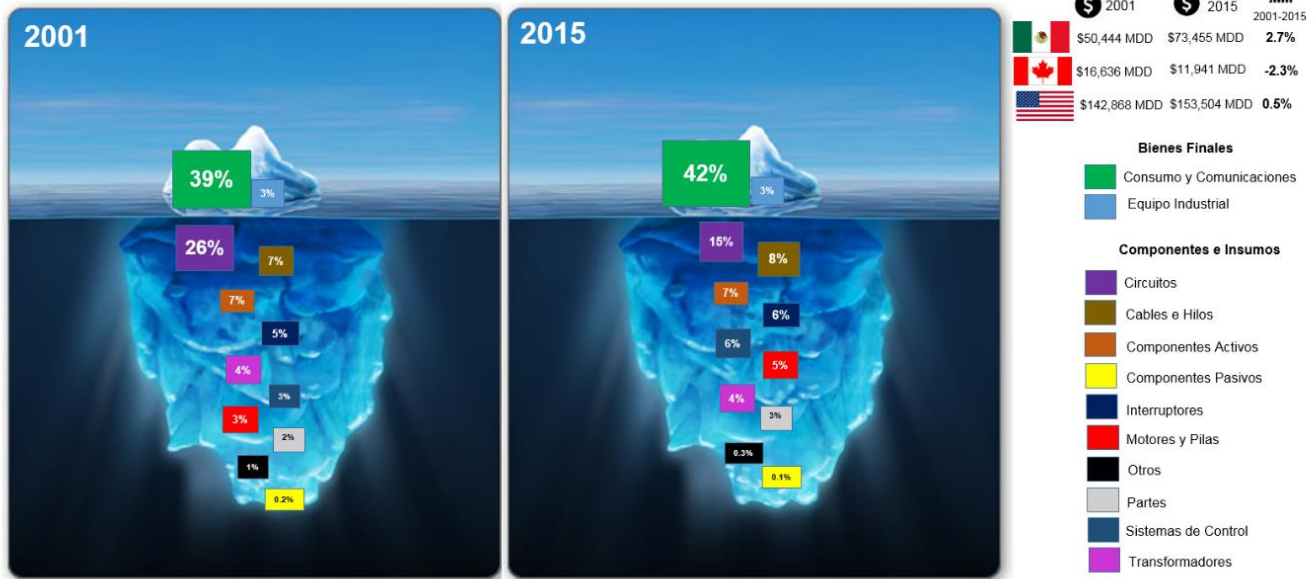 2001
39%
3%
26%
7%
7%
5%
4%
3%
3%
2%
1%
0.2%
2015
42%
3%
15%
8%
7%
6%
6%
5%
4%
3%
0.3%
0.1%
$ 2001 $ 2015
2001-2015
$50,444 MDD $73,455 MDD 2.7%
$16,636 MDD $11,941 MDD -2.3%
$142,868 MDD $153,504 MDD 0.5%
Bienes Finales
Consumo y Comunicaciones
Equipo Industrial
Componentes e Insumos
Circuitos
Cables e Hilos
Componentes Activos
Componentes Pasivos
Interruptores
Motores y Pilas
Otros
Partes
Sistemas de Control
Transformadores